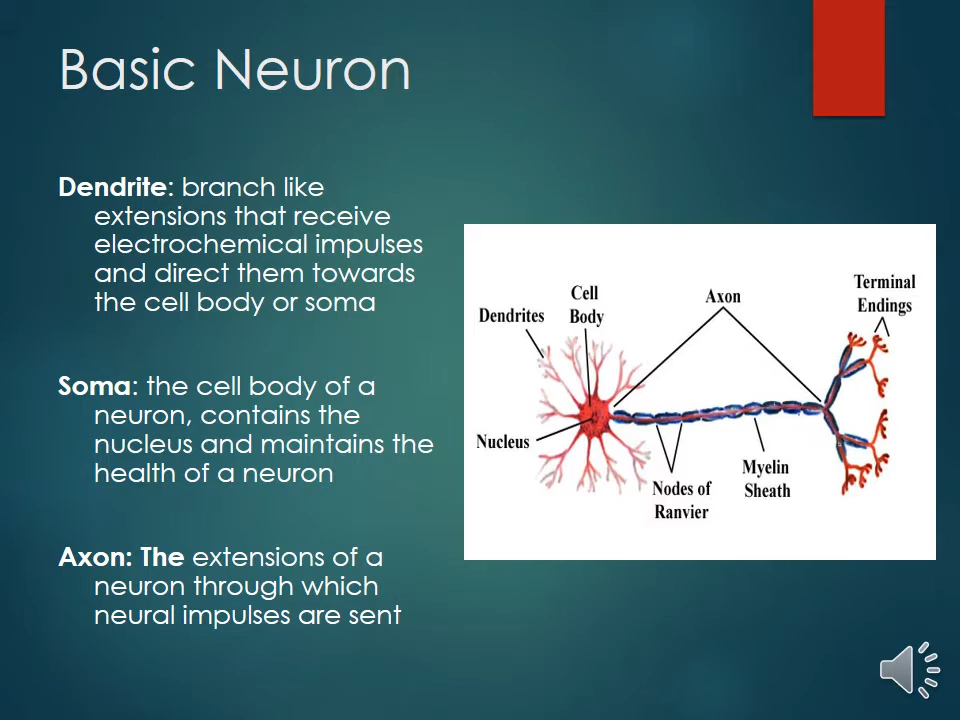 Basic Neuron
Dendrite: branch like
extensions that receive
electrochemical impulses
and direct them towards
the cell body or soma
Soma: the cell body of a
neuron, contains the
nucleus and maintains the
health of a neuron
Axon: The extensions of a
neuron through which
neural impulses are sent
Dendrites
Cell
Body
Axon
Terminal
Endings
Nucleus
Nodes of
Ranvier
Myelin
Sheath